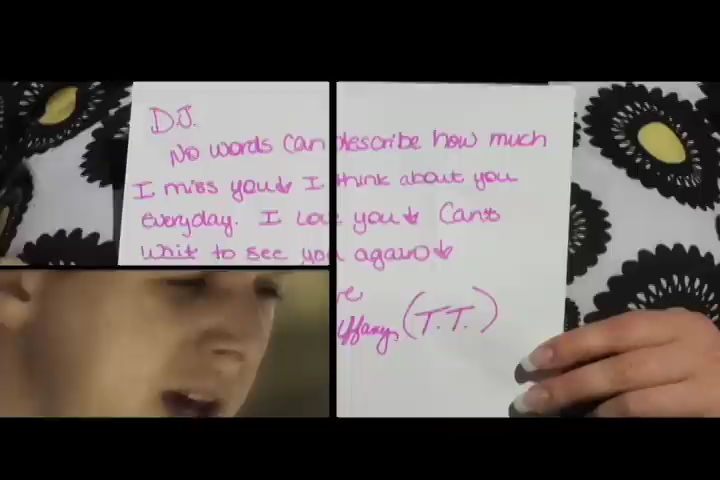 DJ.
No words can describe how much
I miss you I think about you
everyday. I Love you Can't
wait to see you again
(T.T.)